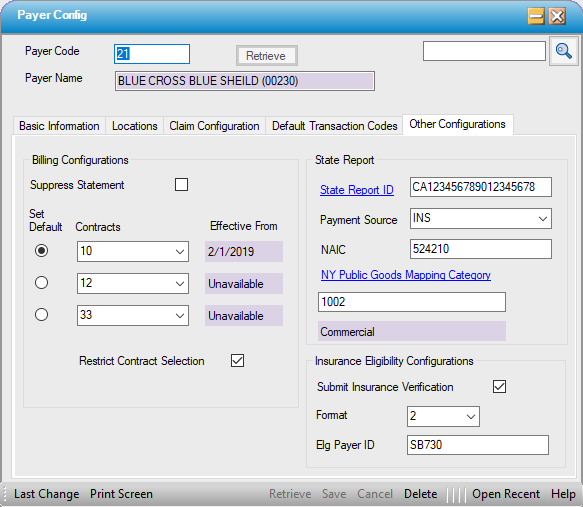 Payer Config
Payer Code 21 Retrieve
Payer Name BLUE CROSS BLUE SHEILD (00230)
Basic Information Locations Claim Configuration Default Transaction Codes Other Configurations
Billing Configurations
Suppress Statement
Set Default Contracts Effective From
10 2/1/2019
12 Unavailable
33 Unavailable
Restrict Contract Selection
State Report
State Report ID CA123456789012345678
Payment Source INS
NAIC 524210
NY Public Goods Mapping Category
1002
Commercial
Insurance Eligibility Configurations
Submit Insurance Verification
Format 2
Elg Payer ID SB730
Last Change Print Screen Retrieve Save Cancel Delete Open Recent Help